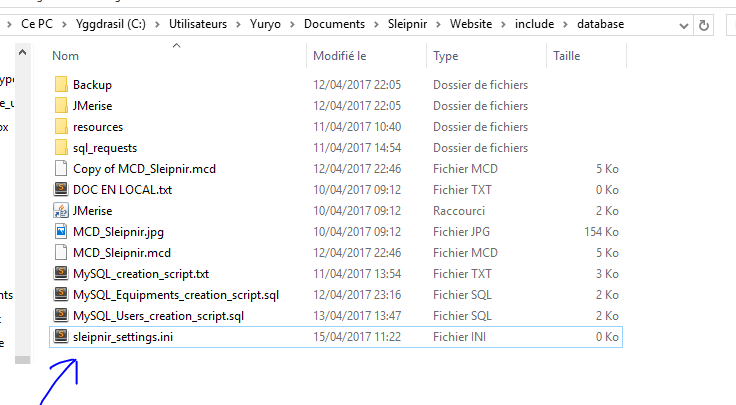 Ce PC > Yggdrasil (C:) > Utilisateurs > Yuryo > Documents > Sleipnir > Website > include > database
Nom Modifié le Type Taille
Backup 12/04/2017 22:05 Dossier de fichiers
JMerise 12/04/2017 22:05 Dossier de fichiers
resources 11/04/2017 10:40 Dossier de fichiers
sql_requests 11/04/2017 14:54 Dossier de fichiers
Copy of MCD_Sleipnir.mcd 12/04/2017 22:46 Fichier MCD 5 Ko
DOC EN LOCAL.txt 10/04/2017 09:12 Fichier TXT 0 Ko
JMerise 10/04/2017 09:12 Raccourci 2 Ko
MCD_Sleipnir.jpg 10/04/2017 09:12 Fichier JPG 154 Ko
MCD_Sleipnir.mcd 12/04/2017 22:46 Fichier MCD 5 Ko
MySQL_creation_script.txt 11/04/2017 13:54 Fichier TXT 3 Ko
MySQL_Equipments_creation_script.sql 12/04/2017 23:16 Fichier SQL 2 Ko
MySQL_Users_creation_script.sql 13/04/2017 13:47 Fichier SQL 2 Ko
sleipnir_settings.ini 15/04/2017 11:22 Fichier INI 0 Ko